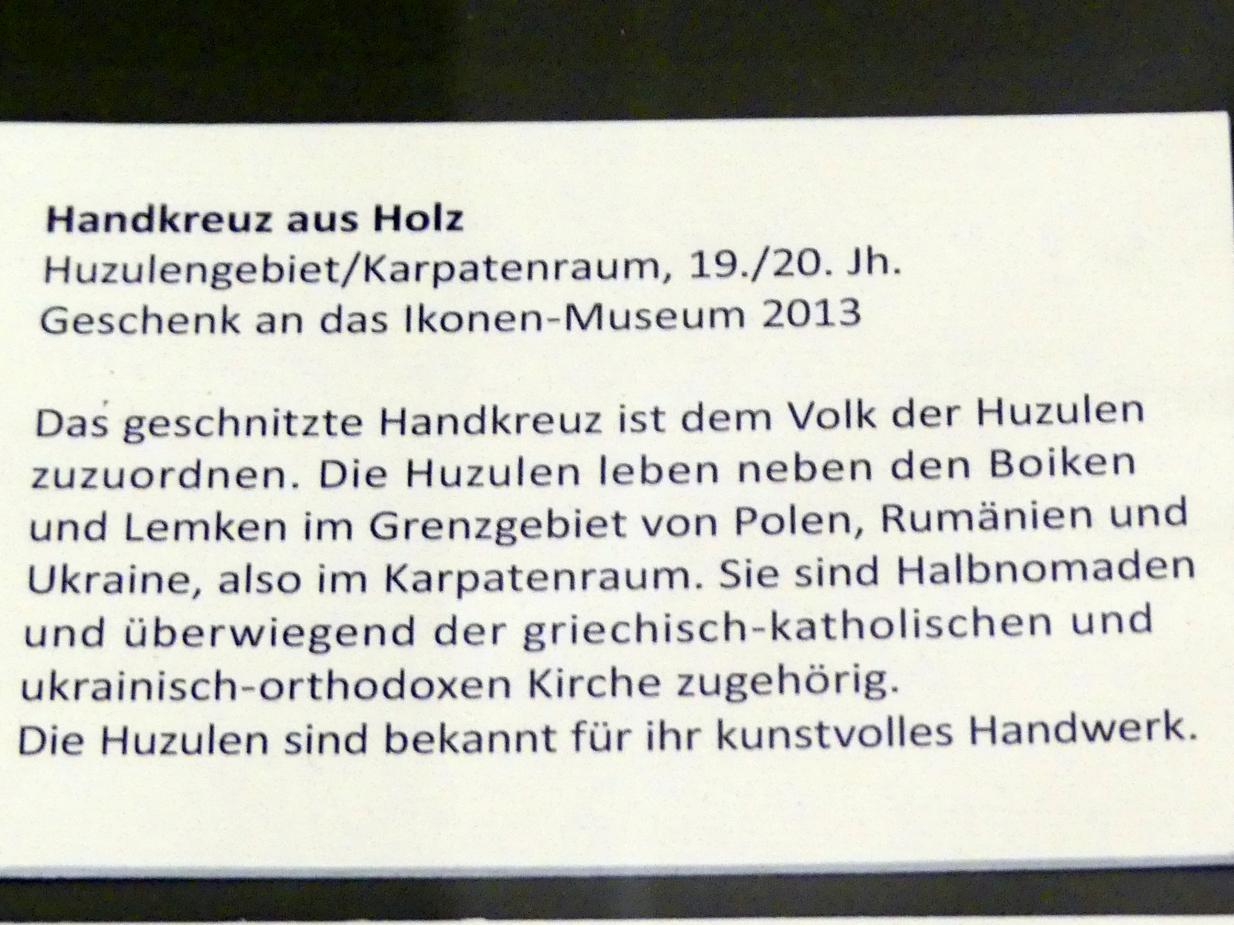 Handkreuz aus Holz
Huzulengebiet/Karpatenraum, 19./20. Jh.
Geschenk an das Ikonen-Museum 2013
Das geschnitzte Handkreuz ist dem Volk der Huzulen
zuzuordnen. Die Huzulen leben neben den Boiken
und Lemken im Grenzgebiet von Polen, Rumänien und
Ukraine, also im Karpatenraum. Sie sind Halbnomaden
und überwiegend der griechisch-katholischen und
ukrainisch-orthodoxen Kirche zugehörig.
Die Huzulen sind bekannt für ihr kunstvolles Handwerk.